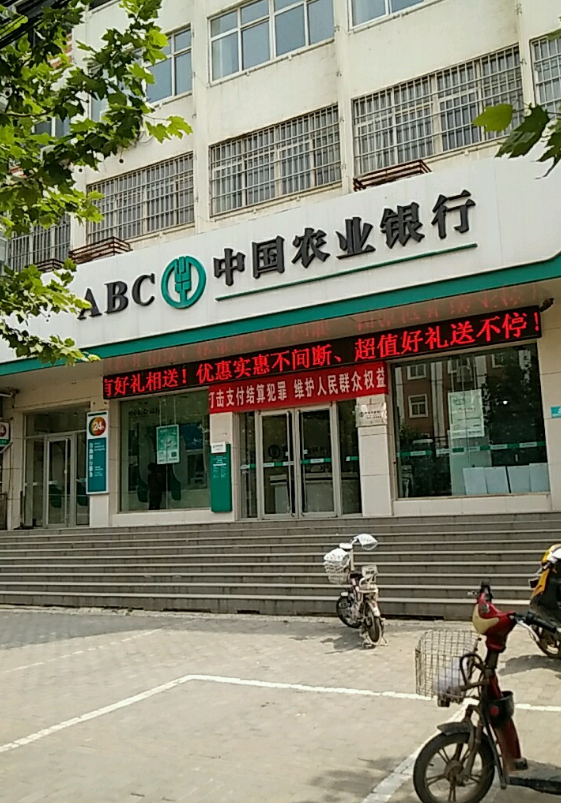 ABC 中国农业银行
有好礼相送！优惠实惠不间断、超值好礼送不停！
打击支付结算犯罪 维护人民群众权益
24